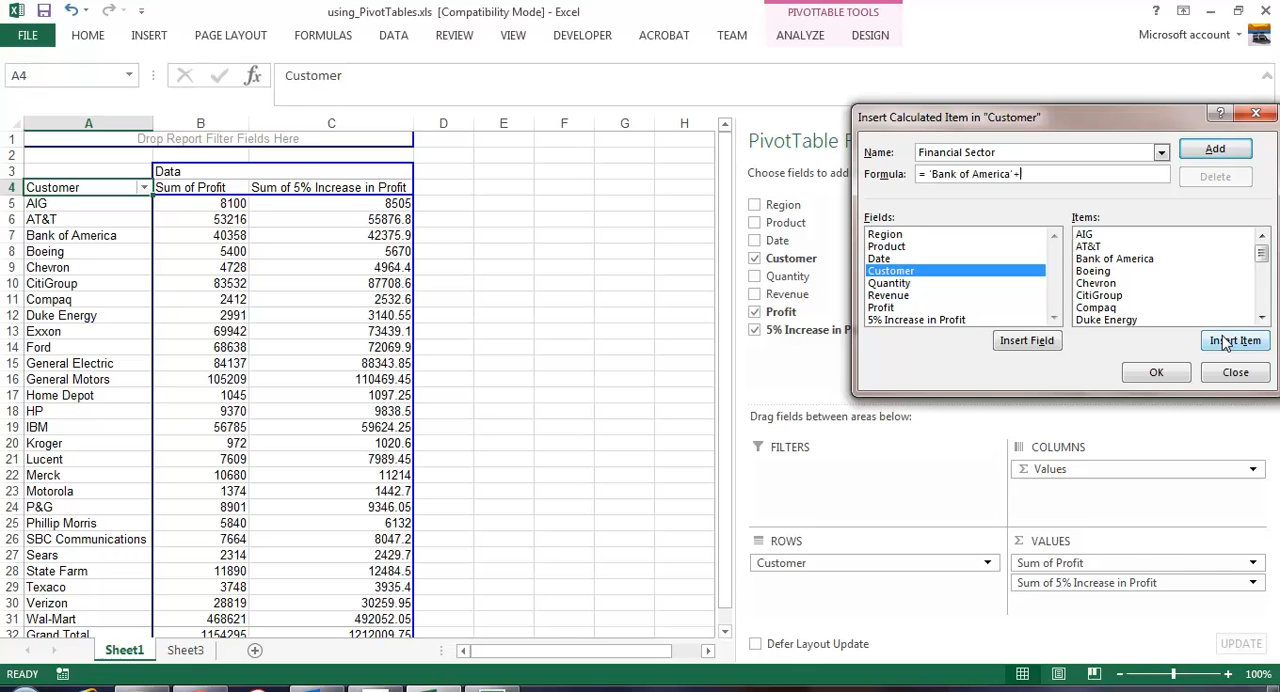 using_PivotTables.xls [Compatibility Mode] - Excel
PIVOTTABLE TOOLS
?
FILE HOME INSERT PAGE LAYOUT FORMULAS DATA REVIEW VIEW DEVELOPER ACROBAT TEAM ANALYZE DESIGN Microsoft account
A4 fx Customer
A B C D E F G H
1 Drop Report Filter Fields Here
2
3 Data
4 Customer Sum of Profit Sum of 5% Increase in Profit
5 AIG 8100 8505
6 AT&T 53216 55876.8
7 Bank of America 40358 42375.9
8 Boeing 5400 5670
9 Chevron 4728 4964.4
10 CitiGroup 83532 87708.6
11 Compaq 2412 2532.6
12 Duke Energy 2991 3140.55
13 Exxon 69942 73439.1
14 Ford 68638 72069.9
15 General Electric 84137 88343.85
16 General Motors 105209 110469.45
17 Home Depot 1045 1097.25
18 HP 9370 9838.5
19 IBM 56785 59624.25
20 Kroger 972 1020.6
21 Lucent 7609 7989.45
22 Merck 10680 11214
23 Motorola 1374 1442.7
24 P&G 8901 9346.05
25 Phillip Morris 5840 6132
26 SBC Communications 7664 8047.2
27 Sears 2314 2429.7
28 State Farm 11890 12484.5
29 Texaco 3748 3935.4
30 Verizon 28819 30259.95
31 Wal-Mart 468621 492052.05
32 Grand Total 1154295 1212009.75
Sheet1 Sheet3
READY 100%
PivotTable F
Choose fields to add
Region
Product
Date
Customer
Quantity
Revenue
Profit
5% Increase in P
Drag fields between areas below:
FILTERS
COLUMNS
Σ Values
ROWS
Customer
Σ VALUES
Sum of Profit
Sum of 5% Increase in Profit
Defer Layout Update UPDATE
Insert Calculated Item in "Customer"
?
Name: Financial Sector Add
Formula: = 'Bank of America'+ Delete
Fields:
Region
Product
Date
Customer
Quantity
Revenue
Profit
5% Increase in Profit
Insert Field
Items:
AIG
AT&T
Bank of America
Boeing
Chevron
CitiGroup
Compaq
Duke Energy
Insert Item
OK Close